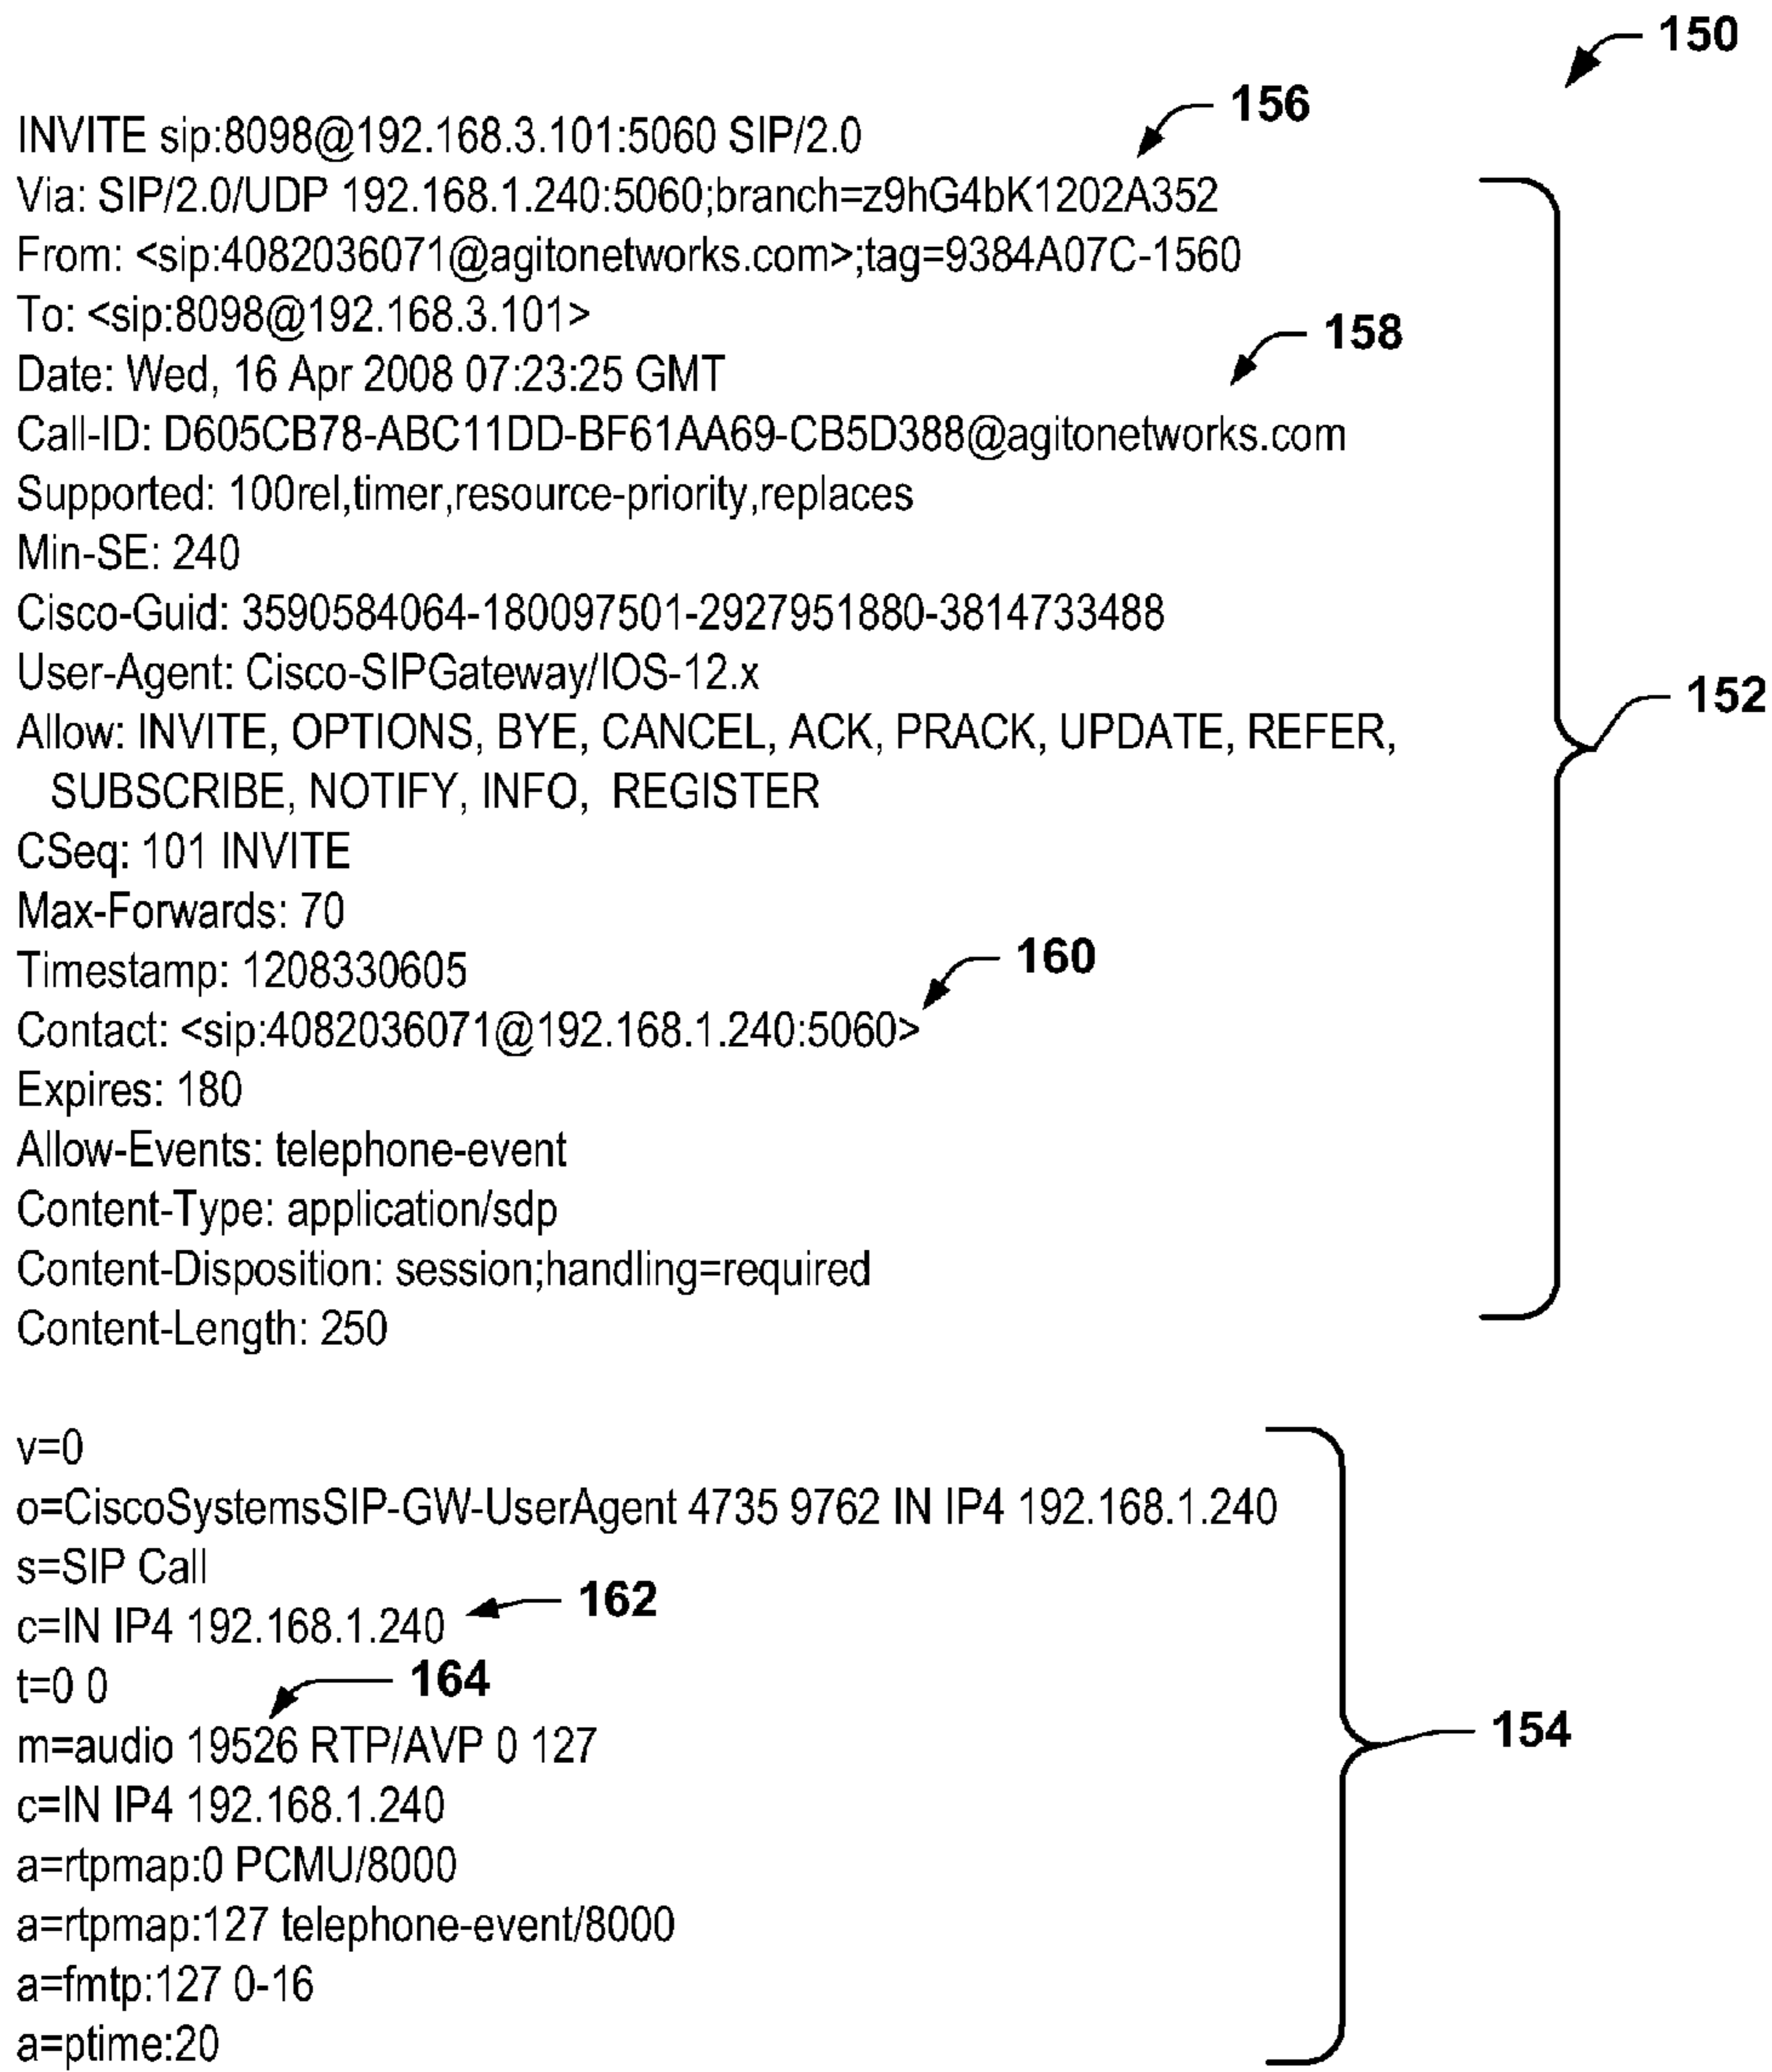 150
156
INVITE sip:8098@192.168.3.101:5060 SIP/2.0
Via: SIP/2.0/UDP 192.168.1.240:5060;branch=z9hG4bK1202A352
From: <sip:4082036071@agitonetworks.com>;tag=9384A07C-1560
To: <sip:8098@192.168.3.101>
158
Date: Wed, 16 Apr 2008 07:23:25 GMT
Call-ID: D605CB78-ABC11DD-BF61AA69-CB5D388@agitonetworks.com
Supported: 100rel,timer,resource-priority,replaces
Min-SE: 240
Cisco-Guid: 3590584064-180097501-2927951880-3814733488
User-Agent: Cisco-SIPGateway/IOS-12.x
152
Allow: INVITE, OPTIONS, BYE, CANCEL, ACK, PRACK, UPDATE, REFER,
SUBSCRIBE, NOTIFY, INFO, REGISTER
CSeq: 101 INVITE
Max-Forwards: 70
160
Timestamp: 1208330605
Contact: <sip:4082036071@192.168.1.240:5060>
Expires: 180
Allow-Events: telephone-event
Content-Type: application/sdp
Content-Disposition: session;handling=required
Content-Length: 250
v=0
o=CiscoSystemsSIP-GW-UserAgent 4735 9762 IN IP4 192.168.1.240
s=SIP Call
162
c=IN IP4 192.168.1.240
t=0 0
164
m=audio 19526 RTP/AVP 0 127
154
c=IN IP4 192.168.1.240
a=rtpmap:0 PCMU/8000
a=rtpmap:127 telephone-event/8000
a=fmtp:127 0-16
a=ptime:20